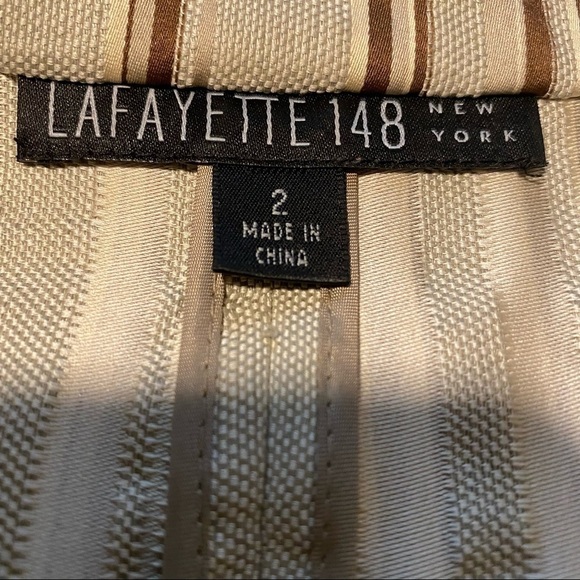 LAFAYETTE 148 NEW YORK
2
MADE IN
CHINA